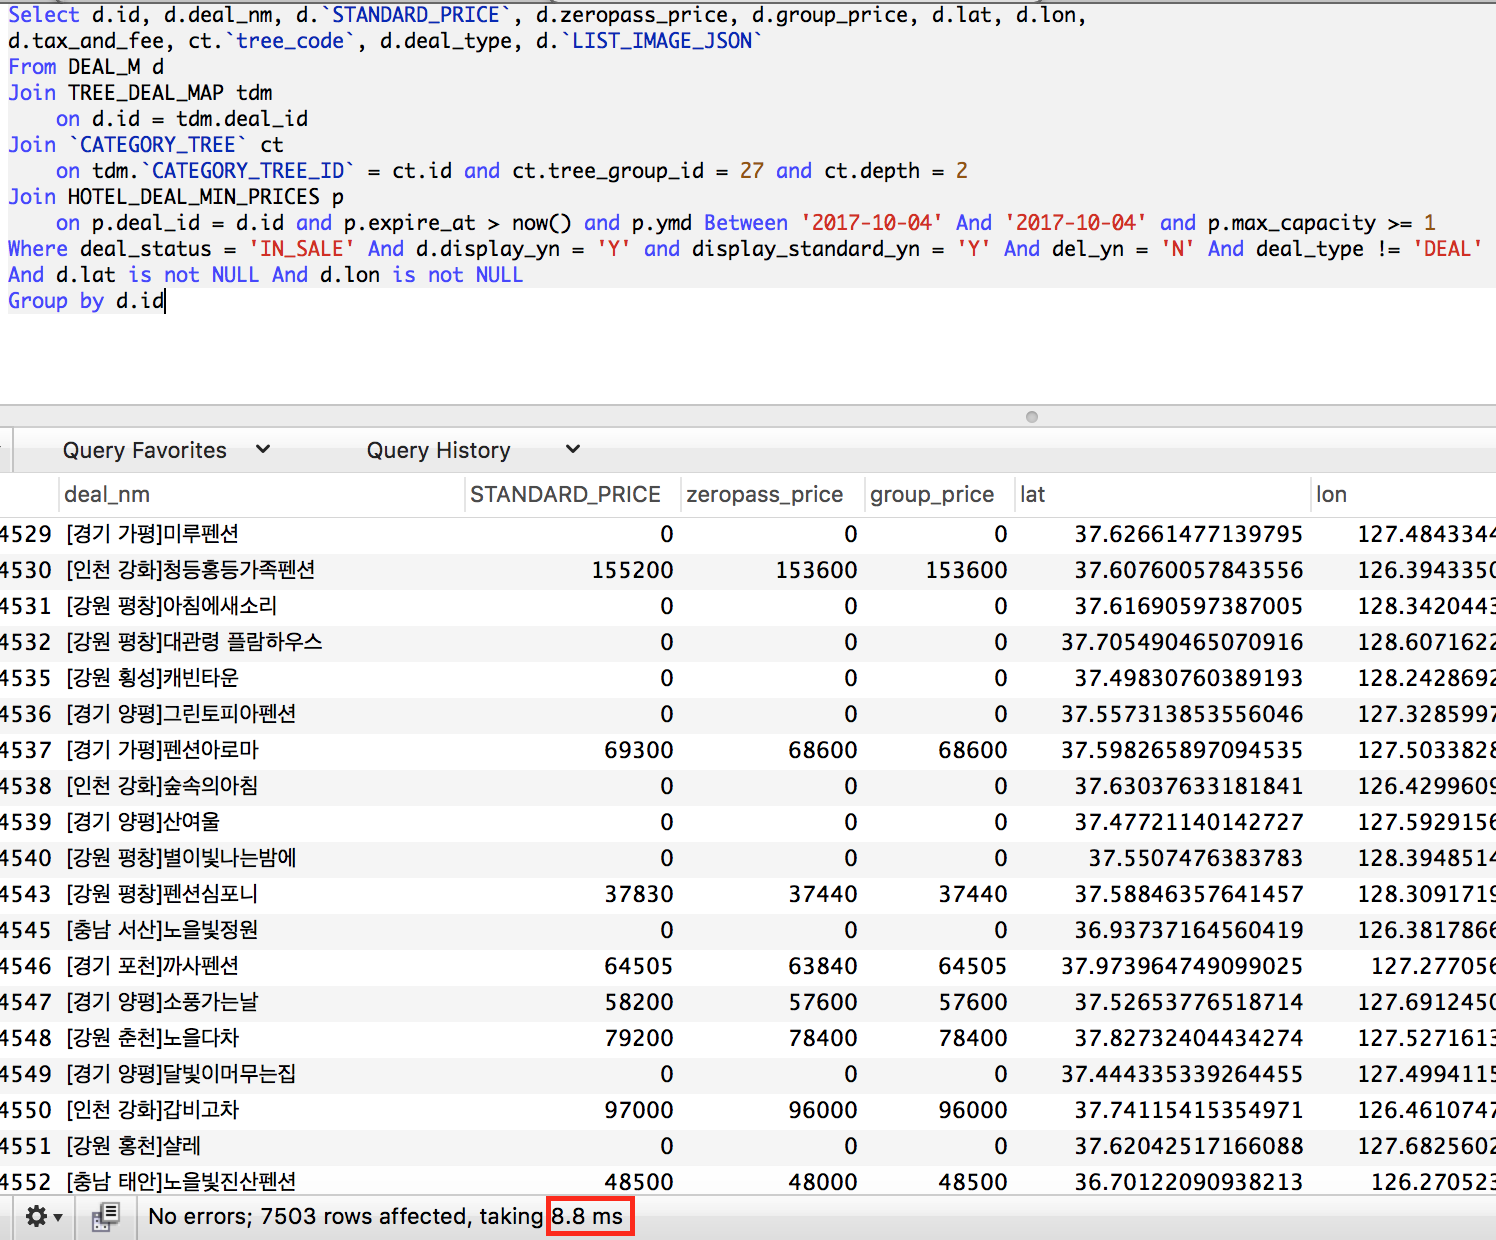 Select d.id, d.deal_nm, d.`STANDARD_PRICE`, d.zeropass_price, d.group_price, d.lat, d.lon,
d.tax_and_fee, ct.`tree_code`, d.deal_type, d.`LIST_IMAGE_JSON`
From DEAL_M d
Join TREE_DEAL_MAP tdm
on d.id = tdm.deal_id
Join `CATEGORY_TREE` ct
on tdm.`CATEGORY_TREE_ID` = ct.id and ct.tree_group_id = 27 and ct.depth = 2
Join HOTEL_DEAL_MIN_PRICES p
on p.deal_id = d.id and p.expire_at > now() and p.ymd Between '2017-10-04' And '2017-10-04' and p.max_capacity >= 1
Where deal_status = 'IN_SALE' And d.display_yn = 'Y' and display_standard_yn = 'Y' And del_yn = 'N' And deal_type != 'DEAL'
And d.lat is not NULL And d.lon is not NULL
Group by d.id
Query Favorites Query History
deal_nm STANDARD_PRICE zeropass_price group_price lat lon
4529 [경기 가평]미루펜션 0 0 0 37.62661477139795 127.4843344
4530 [인천 강화]청등홍등가족펜션 155200 153600 153600 37.60760057843556 126.3943350
4531 [강원 평창]아침에새소리 0 0 0 37.61690597387005 128.3420443
4532 [강원 평창]대관령 플람하우스 0 0 0 37.705490465070916 128.6071622
4535 [강원 횡성]캐빈타운 0 0 0 37.49830760389193 128.2428692
4536 [경기 양평]그린토피아펜션 0 0 0 37.557313853556046 127.3285997
4537 [경기 가평]펜션아로마 69300 68600 68600 37.598265897094535 127.5033828
4538 [인천 강화]숲속의아침 0 0 0 37.63037633181841 126.4299609
4539 [경기 양평]산여울 0 0 0 37.47721140142727 127.5929156
4540 [강원 평창]별이빛나는밤에 0 0 0 37.5507476383783 128.3948514
4543 [강원 평창]펜션심포니 37830 37440 37440 37.58846357641457 128.3091719
4545 [충남 서산]노을빛정원 0 0 0 36.93737164560419 126.3817866
4546 [경기 포천]까사펜션 64505 63840 64505 37.973964749099025 127.277056
4547 [경기 양평]소풍가는날 58200 57600 57600 37.52653776518714 127.6912450
4548 [강원 춘천]노을다차 79200 78400 78400 37.82732404434274 127.5271613
4549 [경기 양평]달빛이머무는집 0 0 0 37.444335339264455 127.4994115
4550 [인천 강화]갑비고차 97000 96000 96000 37.74115415354971 126.4610747
4551 [강원 홍천]샬레 0 0 0 37.62042517166088 127.6825602
4552 [충남 태안]노을빛진산펜션 48500 48000 48500 36.70122090938213 126.270523
No errors; 7503 rows affected, taking 8.8 ms